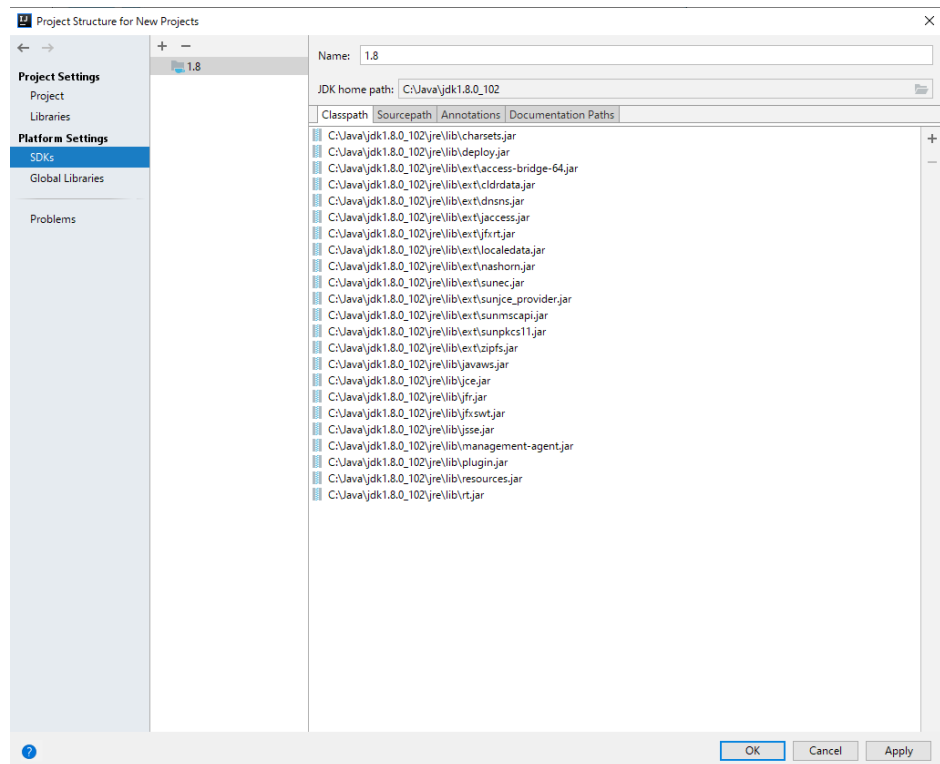 Project Structure for New Projects
Project Settings
Project
Libraries
Platform Settings
SDKs
Global Libraries
Problems
1.8
Name: 1.8
JDK home path: C:\Java\jdk1.8.0_102
Classpath Sourcepath Annotations Documentation Paths
C:\Java\jdk1.8.0_102\jre\lib\charsets.jar
C:\Java\jdk1.8.0_102\jre\lib\deploy.jar
C:\Java\jdk1.8.0_102\jre\lib\ext\access-bridge-64.jar
C:\Java\jdk1.8.0_102\jre\lib\ext\cldrdata.jar
C:\Java\jdk1.8.0_102\jre\lib\ext\dnsns.jar
C:\Java\jdk1.8.0_102\jre\lib\ext\jaccess.jar
C:\Java\jdk1.8.0_102\jre\lib\ext\jfxrt.jar
C:\Java\jdk1.8.0_102\jre\lib\ext\localedata.jar
C:\Java\jdk1.8.0_102\jre\lib\ext\nashorn.jar
C:\Java\jdk1.8.0_102\jre\lib\ext\sunec.jar
C:\Java\jdk1.8.0_102\jre\lib\ext\sunjce_provider.jar
C:\Java\jdk1.8.0_102\jre\lib\ext\sunmscapi.jar
C:\Java\jdk1.8.0_102\jre\lib\ext\sunpkcs11.jar
C:\Java\jdk1.8.0_102\jre\lib\ext\zipfs.jar
C:\Java\jdk1.8.0_102\jre\lib\javaws.jar
C:\Java\jdk1.8.0_102\jre\lib\jce.jar
C:\Java\jdk1.8.0_102\jre\lib\jfr.jar
C:\Java\jdk1.8.0_102\jre\lib\jfxswt.jar
C:\Java\jdk1.8.0_102\jre\lib\jsse.jar
C:\Java\jdk1.8.0_102\jre\lib\management-agent.jar
C:\Java\jdk1.8.0_102\jre\lib\plugin.jar
C:\Java\jdk1.8.0_102\jre\lib\resources.jar
C:\Java\jdk1.8.0_102\jre\lib\rt.jar
OK Cancel Apply